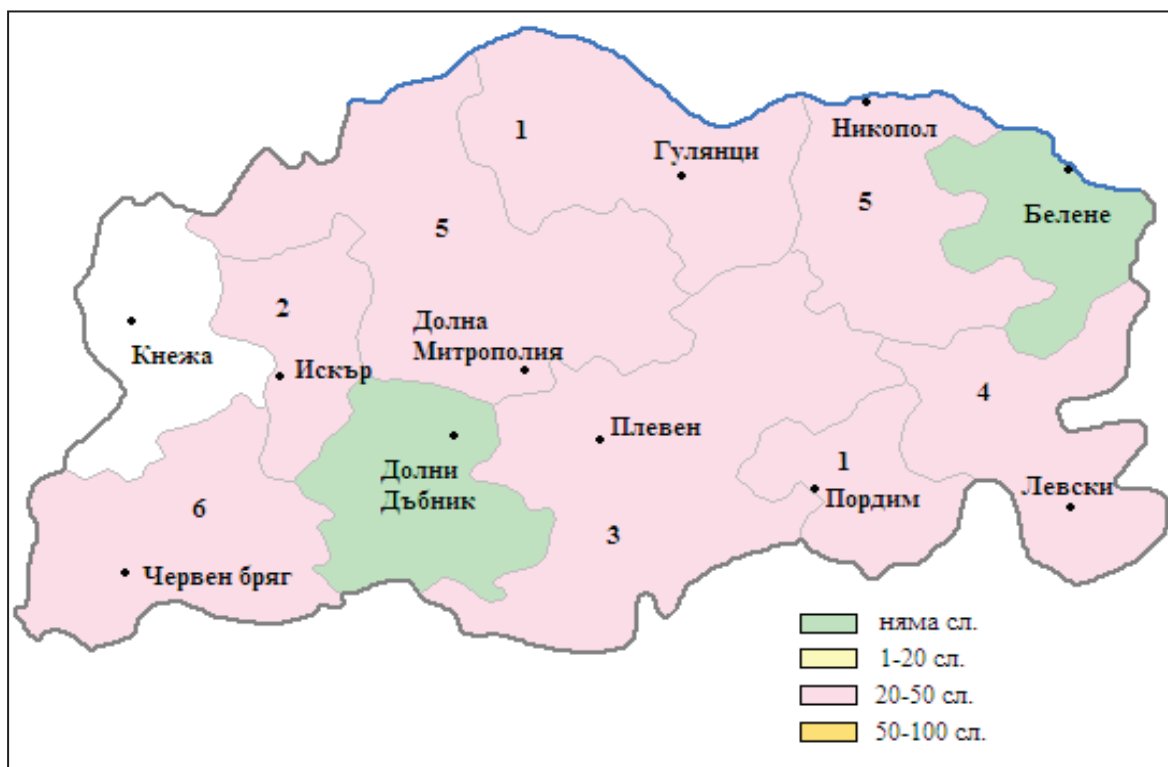 1
Гулянци
Никопол
5
Белене
5
2
Долна
Митрополия
Кнежа
Искър
4
Плевен
Долни
Дъбник
1
Пордим
Левски
6
3
Червен бряг
няма сл.
1-20 сл.
20-50 сл.
50-100 сл.